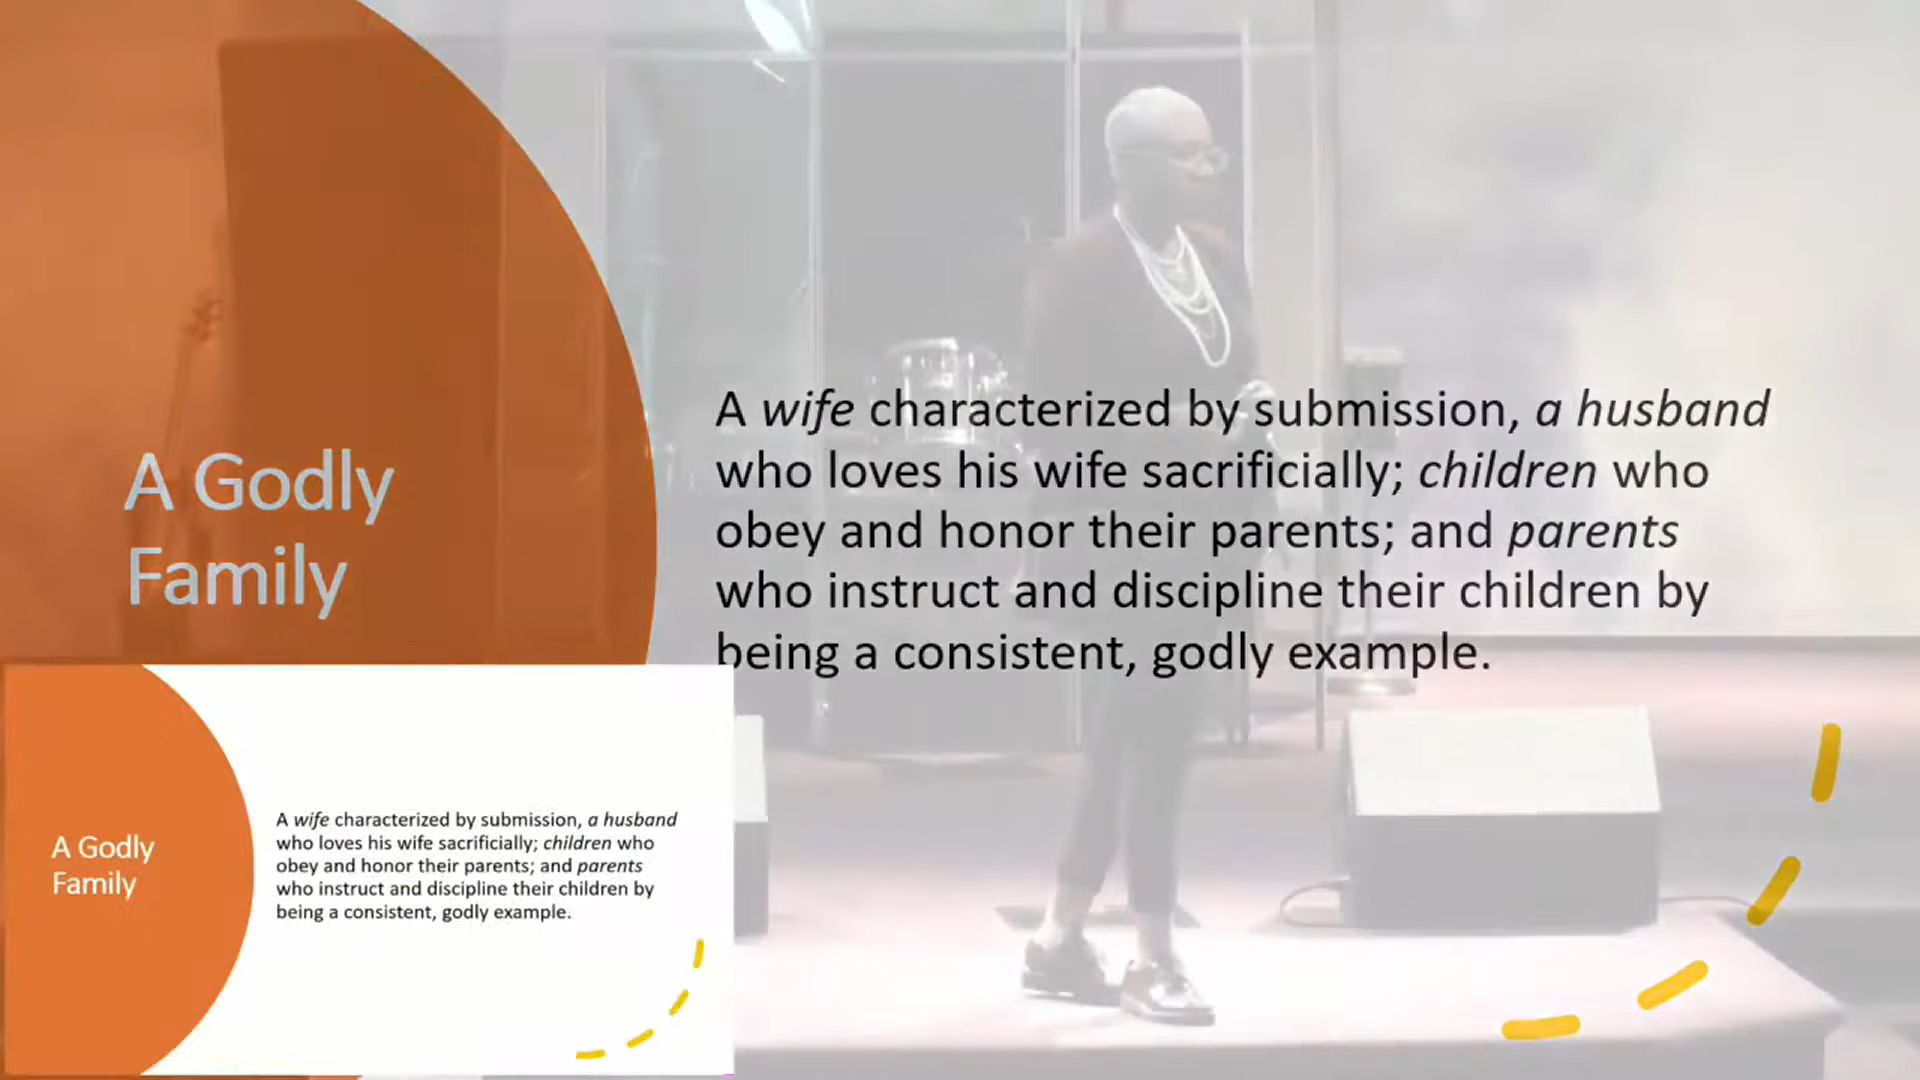 A Godly
Family
A wife characterized by submission, a husband
who loves his wife sacrificially; children who
obey and honor their parents; and parents
who instruct and discipline their children by
being a consistent, godly example.
A Godly
Family
A wife characterized by submission, a husband
who loves his wife sacrificially; children who
obey and honor their parents; and parents
who instruct and discipline their children by
being a consistent, godly example.